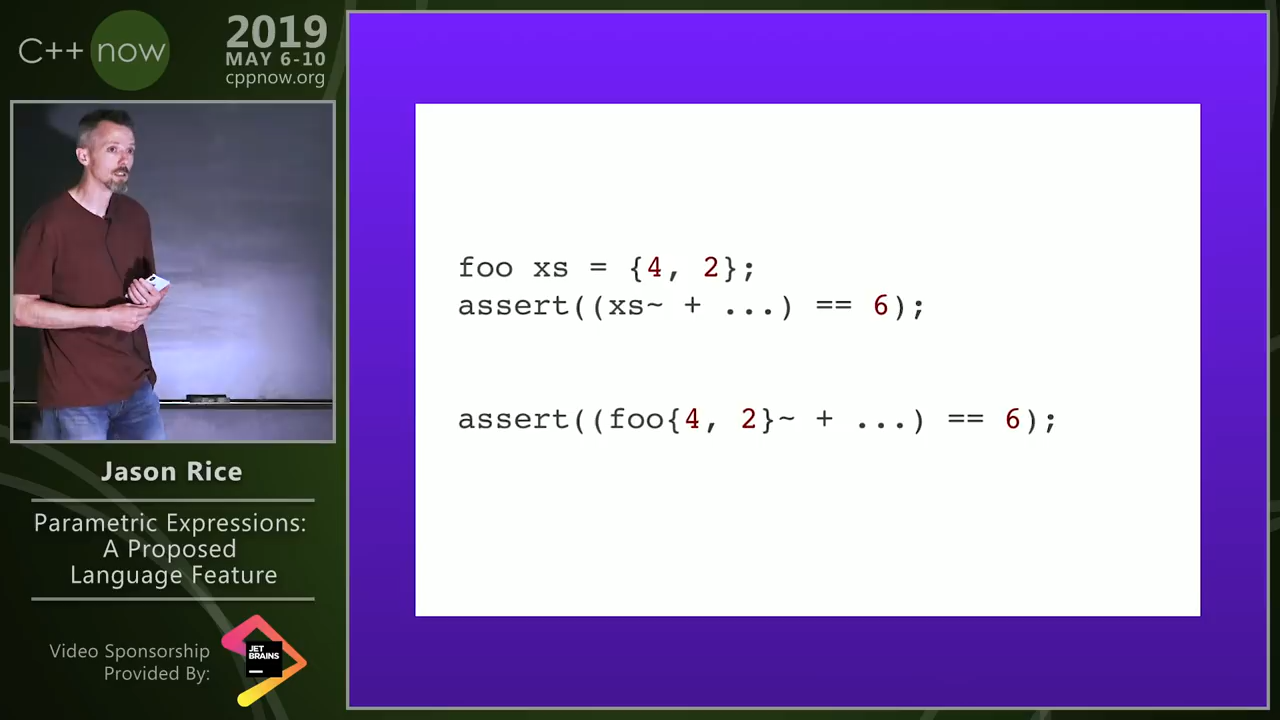 C++ now
2019
MAY 6-10
cppnow.org
foo xs = {4, 2};
assert((xs~ + ...) == 6);
assert((foo{4, 2}~ + ...) == 6);
Jason Rice
Parametric Expressions:
A Proposed
Language Feature
Video Sponsorship
Provided By:
JET
BRAINS